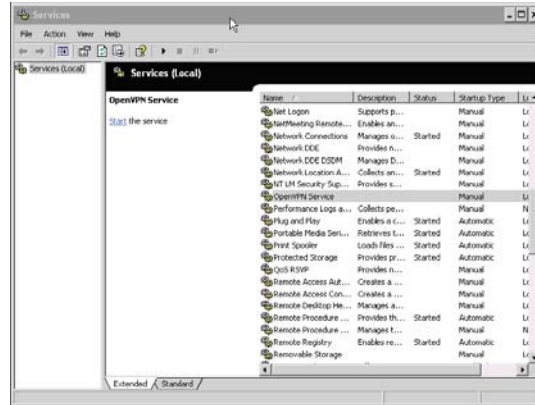 Services
File Action View Help
Services (Local)
Services (Local)
OpenVPN Service
Start the service
Name Description Status Startup Type
Net Logon Supports p... Manual
NetMeeting Remote... Enables an... Manual
Network Connections Manages o... Started Manual
Network DDE Provides n... Manual
Network DDE DSDM Manages D... Manual
Network Location A... Collects an... Started Manual
NT LM Security Sup... Provides s... Manual
OpenVPN Service Manual
Performance Logs a... Collects pe... Manual N
Plug and Play Enables a c... Started Automatic
Portable Media Seri... Retrieves t... Started Automatic
Print Spooler Loads files ... Started Automatic
Protected Storage Provides pr... Started Automatic
QoS RSVP Provides n... Manual
Remote Access Aut... Creates a ... Manual
Remote Access Con... Creates a ... Manual
Remote Desktop He... Manages a... Manual
Remote Procedure ... Provides th... Started Automatic
Remote Procedure ... Manages t... Manual N
Remote Registry Enables re... Started Automatic
Removable Storage Manual
Extended Standard